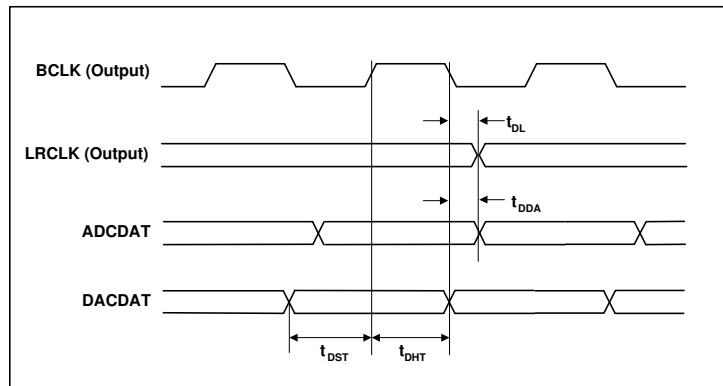 BCLK (Output)
t_DL
LRCLK (Output)
t_DDA
ADCDAT
DACDAT
t_DST
t_DHT